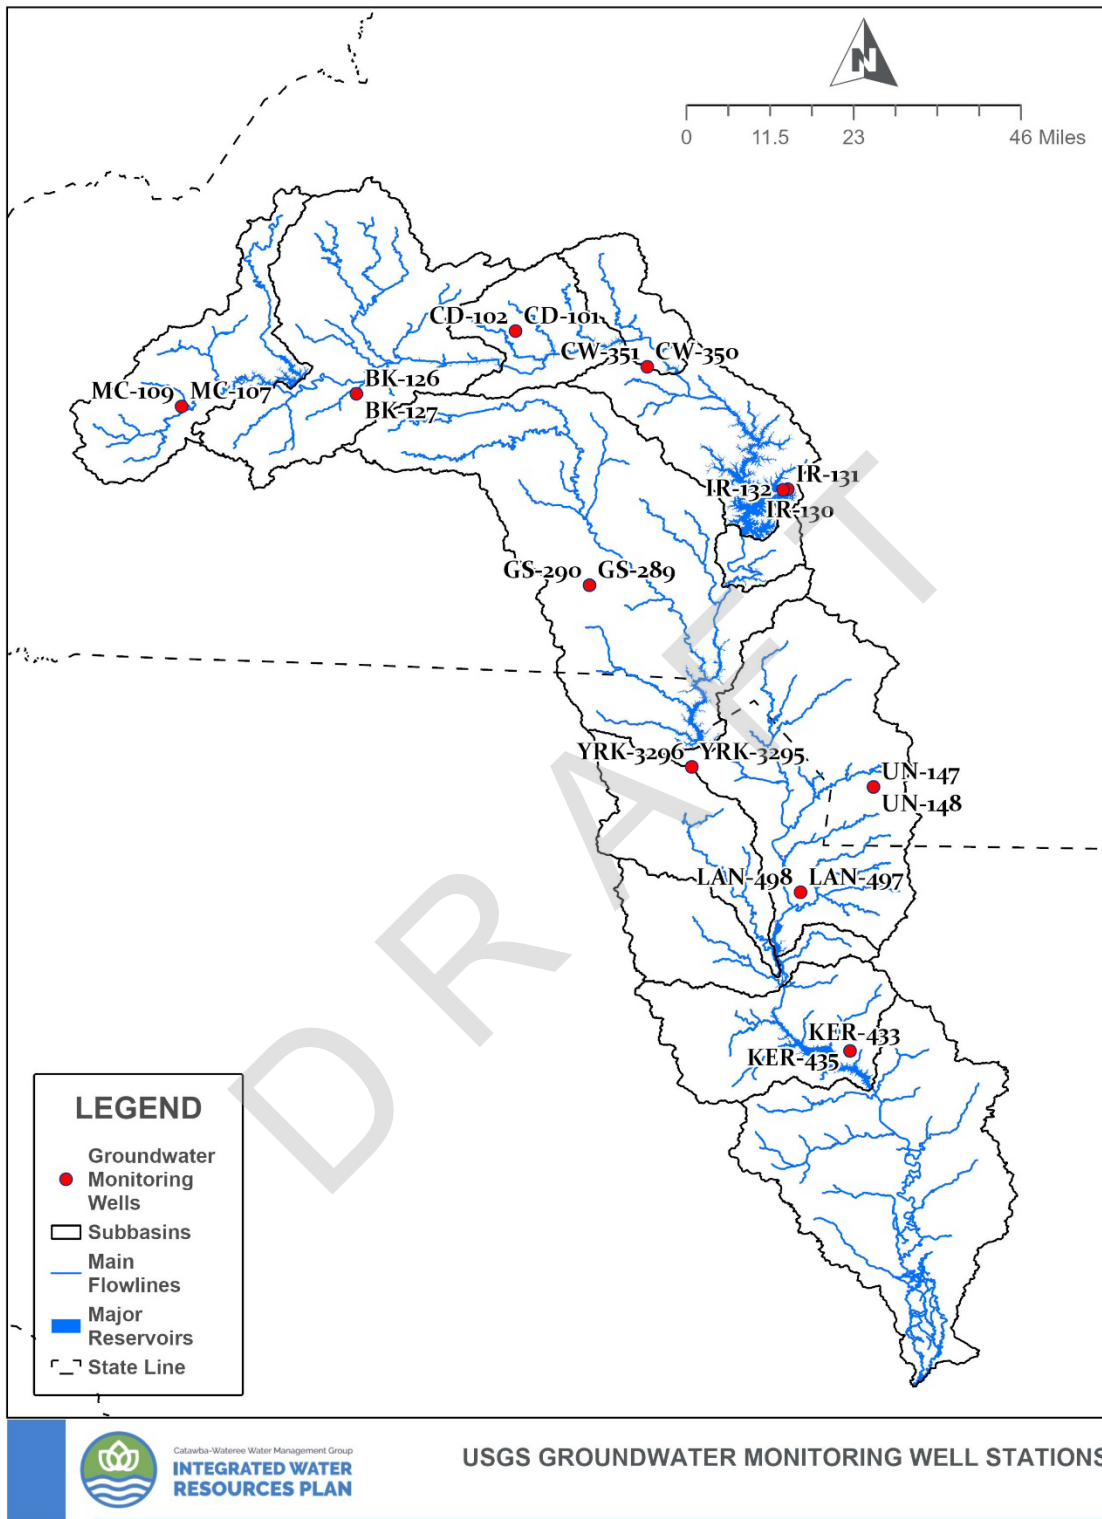 N
0 11.5 23 46 Miles
CD-102 CD-101
CW-351 CW-350
MC-109 MC-107
BK-126
BK-127
IR-131
IR-132
IR-130
GS-290 GS-289
YRK-3296 YRK-3295
UN-147
UN-148
LAN-498 LAN-497
KER-433
KER-435
DRAFT
LEGEND
Groundwater
Monitoring
Wells
Subbasins
Main
Flowlines
Major
Reservoirs
State Line
Catawba-Wateree Water Management Group
INTEGRATED WATER
RESOURCES PLAN
USGS GROUNDWATER MONITORING WELL STATIONS